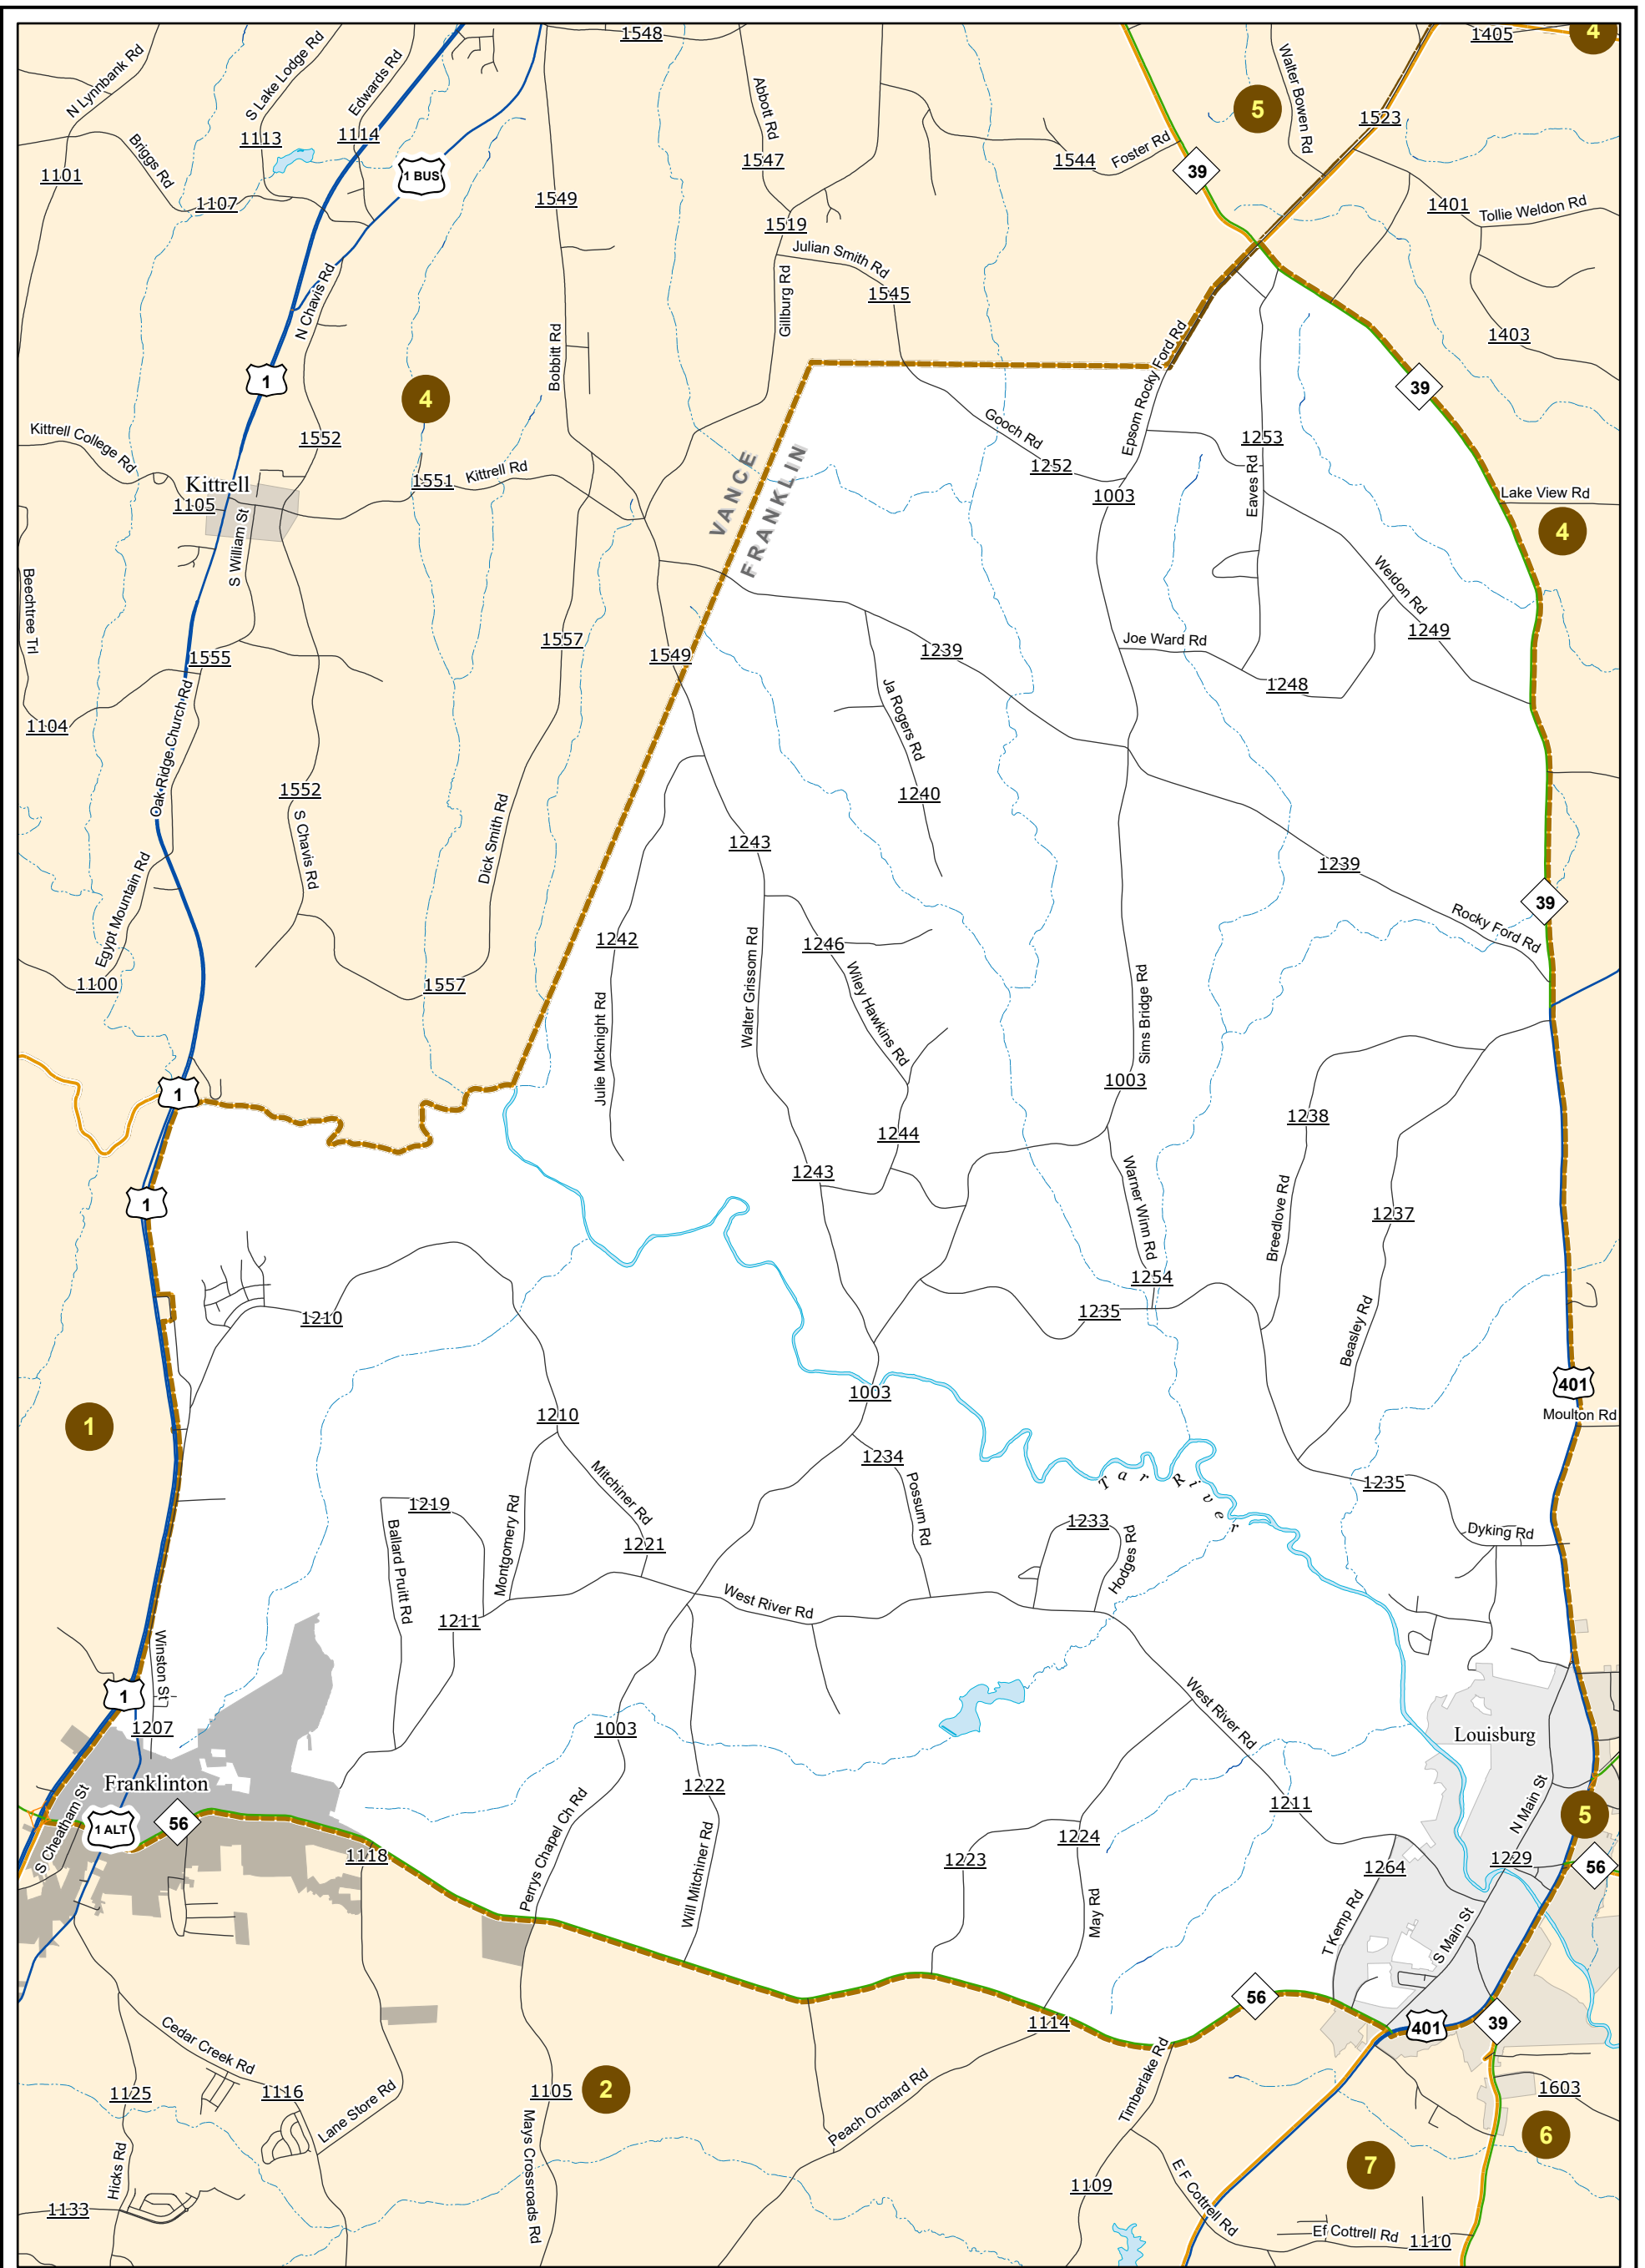 1548
1405
4
N Lynnbank Rd
S Lake Lodge Rd
Edwards Rd
Abbott Rd
Walter Bowen Rd
5
1523
1113
1114
Briggs Rd
1101
1 BUS
1547
1544
Foster Rd
39
1107
1549
1519
1401
Tollie Weldon Rd
Julian Smith Rd
1545
N Chavis Rd
Gillburg Rd
1403
Bobbitt Rd
Epsom Rocky Ford Rd
1
4
39
Kittrell College Rd
1552
Gooch Rd
1253
1252
Kittrell
1551
Kittrell Rd
VANCE
FRANKLIN
1003
Eaves Rd
Lake View Rd
1105
4
S William St
Beechtree Trl
Weldon Rd
1249
1557
1549
1239
Joe Ward Rd
1555
1248
1104
Oak Ridge Church Rd
Ja Rogers Rd
1552
1240
S Chavis Rd
Dick Smith Rd
1243
1239
39
Egypt Mountain Rd
1242
1246
Rocky Ford Rd
1100
1557
Walter Grissom Rd
Wiley Hawkins Rd
Sims Bridge Rd
Julie Mcknight Rd
1
1003
1238
1244
1243
1
Warner Winn Rd
Breedlove Rd
1237
1254
1210
1235
Beasley Rd
401
1003
1
1210
Moulton Rd
1234
Tar River
1235
Mitchiner Rd
Possum Rd
1219
Montgomery Rd
1233
Dyking Rd
Ballard Pruitt Rd
1221
Hodges Rd
West River Rd
1211
Winston St
1
1207
1003
West River Rd
Louisburg
Franklinton
1222
N Main St
1211
5
S Cheatham St
1 ALT
56
Perrys Chapel Ch Rd
Will Mitchiner Rd
1224
1118
1223
1264
1229
56
May Rd
T Kemp Rd
S Main St
56
1114
401
39
Cedar Creek Rd
Timberlake Rd
1125
1116
1105
2
1603
Lane Store Rd
Peach Orchard Rd
6
Hicks Rd
Mays Crossroads Rd
7
1133
1109
E F Cottrell Rd
Ef Cottrell Rd
1110